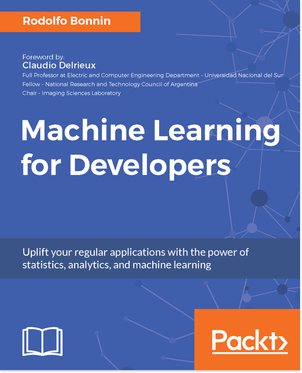 Rodolfo Bonnin
Foreword by:
Claudio Delrieux
Full Professor at Electric and Computer Engineering Department - Universidad Nacional del Sur
Fellow - National Research and Technology Council of Argentina
Chair - Imaging Sciences Laboratory
Machine Learning
for Developers
Uplift your regular applications with the power of
statistics, analytics, and machine learning
Packt>